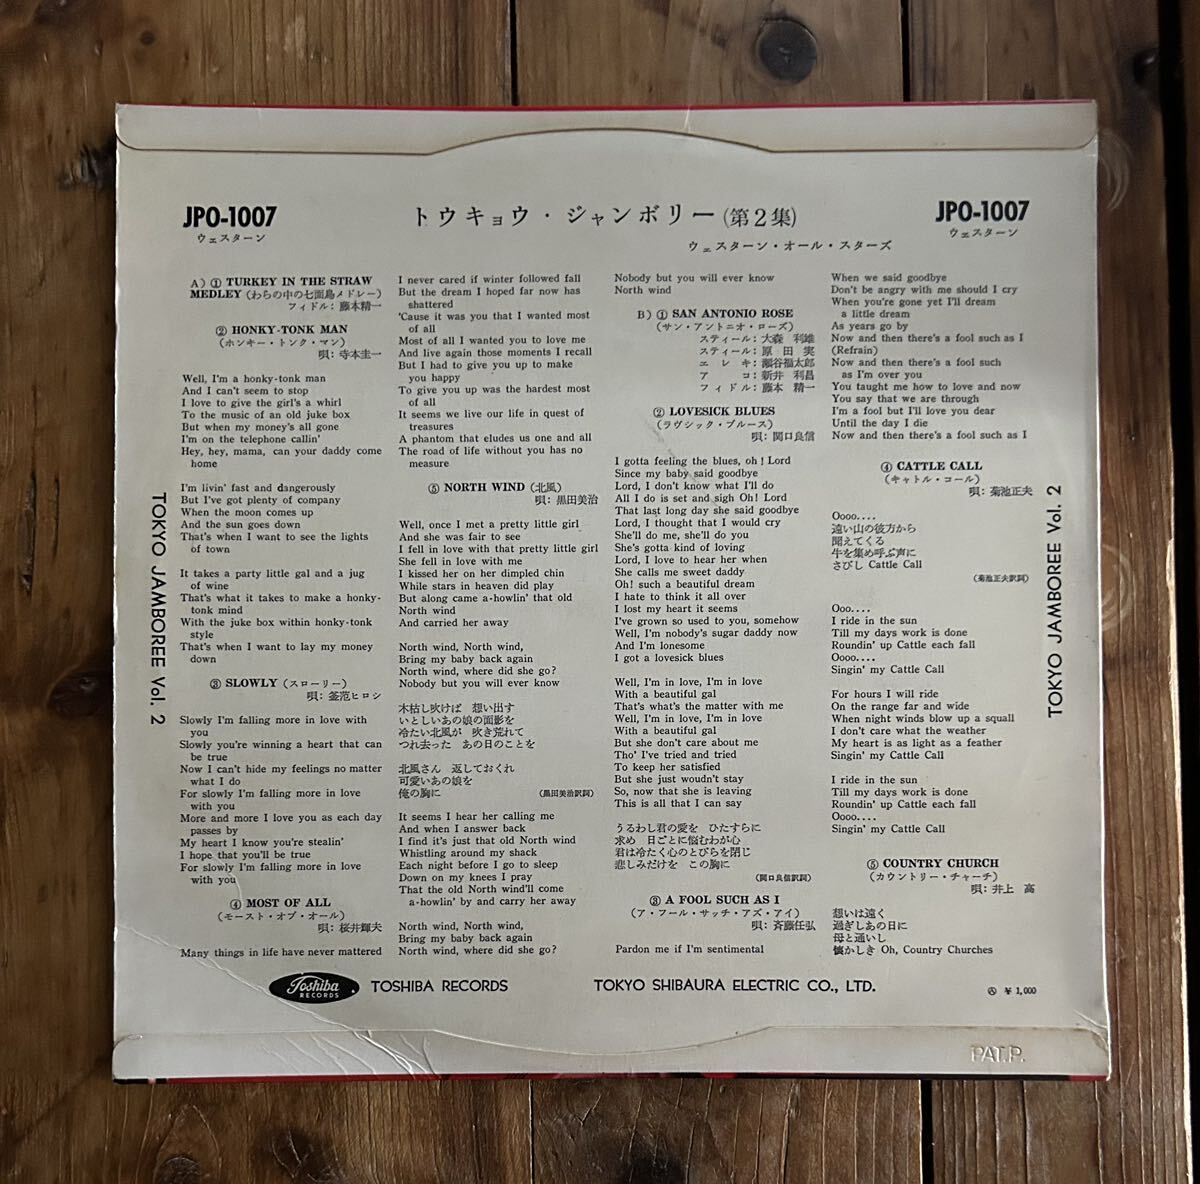 JPO-1007
ウェスターン
トウキョウ・ジャンボリー(第2集)
ウェスターン・オール・スターズ
JPO-1007
ウェスターン
A) ① TURKEY IN THE STRAW
MEDLEY (わらの中の七面鳥メドレー)
フィドル:藤本精一
② HONKY-TONK MAN
(ホンキー・トンク・マン)
唄:寺本圭一
Well, I'm a honky-tonk man
And I can't seem to stop
I love to give the girl's a whirl
To the music of an old juke box
But when my money's all gone
I'm on the telephone callin'
Hey, hey, mama, can your daddy come
home
I'm livin' fast and dangerously
But I've got plenty of company
When the moon comes up
And the sun goes down
That's when I want to see the lights
of town
It takes a party little gal and a jug
of wine
That's what it takes to make a honky-
tonk mind
With the juke box within honky-tonk
style
That's when I want to lay my money
down
③ SLOWLY (スローリー)
唄:釜范ヒロシ
Slowly I'm falling more in love with
you
Slowly you're winning a heart that can
be true
Now I can't hide my feelings no matter
what I do
For slowly I'm falling more in love
with you
More and more I love you as each day
passes by
My heart I know you're stealin'
I hope that you'll be true
For slowly I'm falling more in love
with you
④ MOST OF ALL
(モースト・オブ・オール)
唄:桜井輝夫
Many things in life have never mattered
I never cared if winter followed fall
But the dream I hoped far now has
shattered
'Cause it was you that I wanted most
of all
Most of all I wanted you to love me
And live again those moments I recall
But I had to give you up to make
you happy
To give you up was the hardest most
of all
It seems we live our life in quest of
treasures
A phantom that eludes us one and all
The road of life without you has no
measure
⑤ NORTH WIND (北風)
唄:黒田美治
Well, once I met a pretty little girl
And she was fair to see
I fell in love with that pretty little girl
She fell in love with me
I kissed her on her dimpled chin
While stars in heaven did play
But along came a-howlin' that old
North wind
And carried her away
North wind, North wind,
Bring my baby back again
North wind, where did she go?
Nobody but you will ever know
木枯し吹けば 想い出す
いとしいあの娘の面影を
冷たい北風が 吹き荒れて
つれ去った あの日のことを
北風さん 返しておくれ
可愛いあの娘を
俺の胸に (黒田美治訳詞)
It seems I hear her calling me
And when I answer back
I find it's just that old North wind
Whistling around my shack
Each night before I go to sleep
Down on my knees I pray
That the old North wind'll come
a-howlin' by and carry her away
North wind, North wind,
Bring my baby back again
North wind, where did she go?
Nobody but you will ever know
North wind
B) ① SAN ANTONIO ROSE
(サン・アントニオ・ローズ)
スティール:大森 利雄
スティール:原田 実
エレキ:瀬谷福太郎
アコ:新井 利昌
フィドル:藤本 精一
② LOVESICK BLUES
(ラヴシック・ブルース)
唄:関口良信
I gotta feeling the blues, oh! Lord
Since my baby said goodbye
Lord, I don't know what I'll do
All I do is set and sigh Oh! Lord
That last long day she said goodbye
Lord, I thought that I would cry
She'll do me, she'll do you
She's gotta kind of loving
Lord, I love to hear her when
She calls me sweet daddy
Oh! such a beautiful dream
I hate to think it all over
I lost my heart it seems
I've grown so used to you, somehow
Well, I'm nobody's sugar daddy now
And I'm lonesome
I got a lovesick blues
Well, I'm in love, I'm in love
With a beautiful gal
That's what's the matter with me
Well, I'm in love, I'm in love
With a beautiful gal
But she don't care about me
Tho' I've tried and tried
To keep her satisfied
But she just woudn't stay
So, now that she is leaving
This is all that I can say
うるわし君の愛を ひたすらに
求め 日ごとに悩むわが心
君は冷たく心のとびらを閉じ
悲しみだけを この胸に
(関口良信訳詞)
③ A FOOL SUCH AS I
(ア・フール・サッチ・アズ・アイ)
唄:斉藤任弘
Pardon me if I'm sentimental
When we said goodbye
Don't be angry with me should I cry
When you're gone yet I'll dream
a little dream
As years go by
Now and then there's a fool such as I
(Refrain)
Now and then there's a fool such
as I'm over you
You taught me how to love and now
You say that we are through
I'm a fool but I'll love you dear
Until the day I die
Now and then there's a fool such as I
④ CATTLE CALL
(キャトル・コール)
唄:菊池正夫
Oooo....
遠い山の彼方から
聞えてくる
牛を集め呼ぶ声に
さびし Cattle Call
(菊池正夫訳詞)
Ooo....
I ride in the sun
Till my days work is done
Roundin' up Cattle each fall
Oooo....
Singin' my Cattle Call
For hours I will ride
On the range far and wide
When night winds blow up a squall
I don't care what the weather
My heart is as light as a feather
Singin' my Cattle Call
I ride in the sun
Till my days work is done
Roundin' up Cattle each fall
Oooo....
Singin' my Cattle Call
⑤ COUNTRY CHURCH
(カウントリー・チャーチ)
唄:井上 高
想いは遠く
過ぎしあの日に
母と通いし
懐かしき Oh, Country Churches
TOKYO JAMBOREE Vol. 2
TOKYO JAMBOREE Vol. 2
Toshiba
RECORDS
TOSHIBA RECORDS
TOKYO SHIBAURA ELECTRIC CO., LTD.
Ⓐ ¥ 1,000
PAT.P.